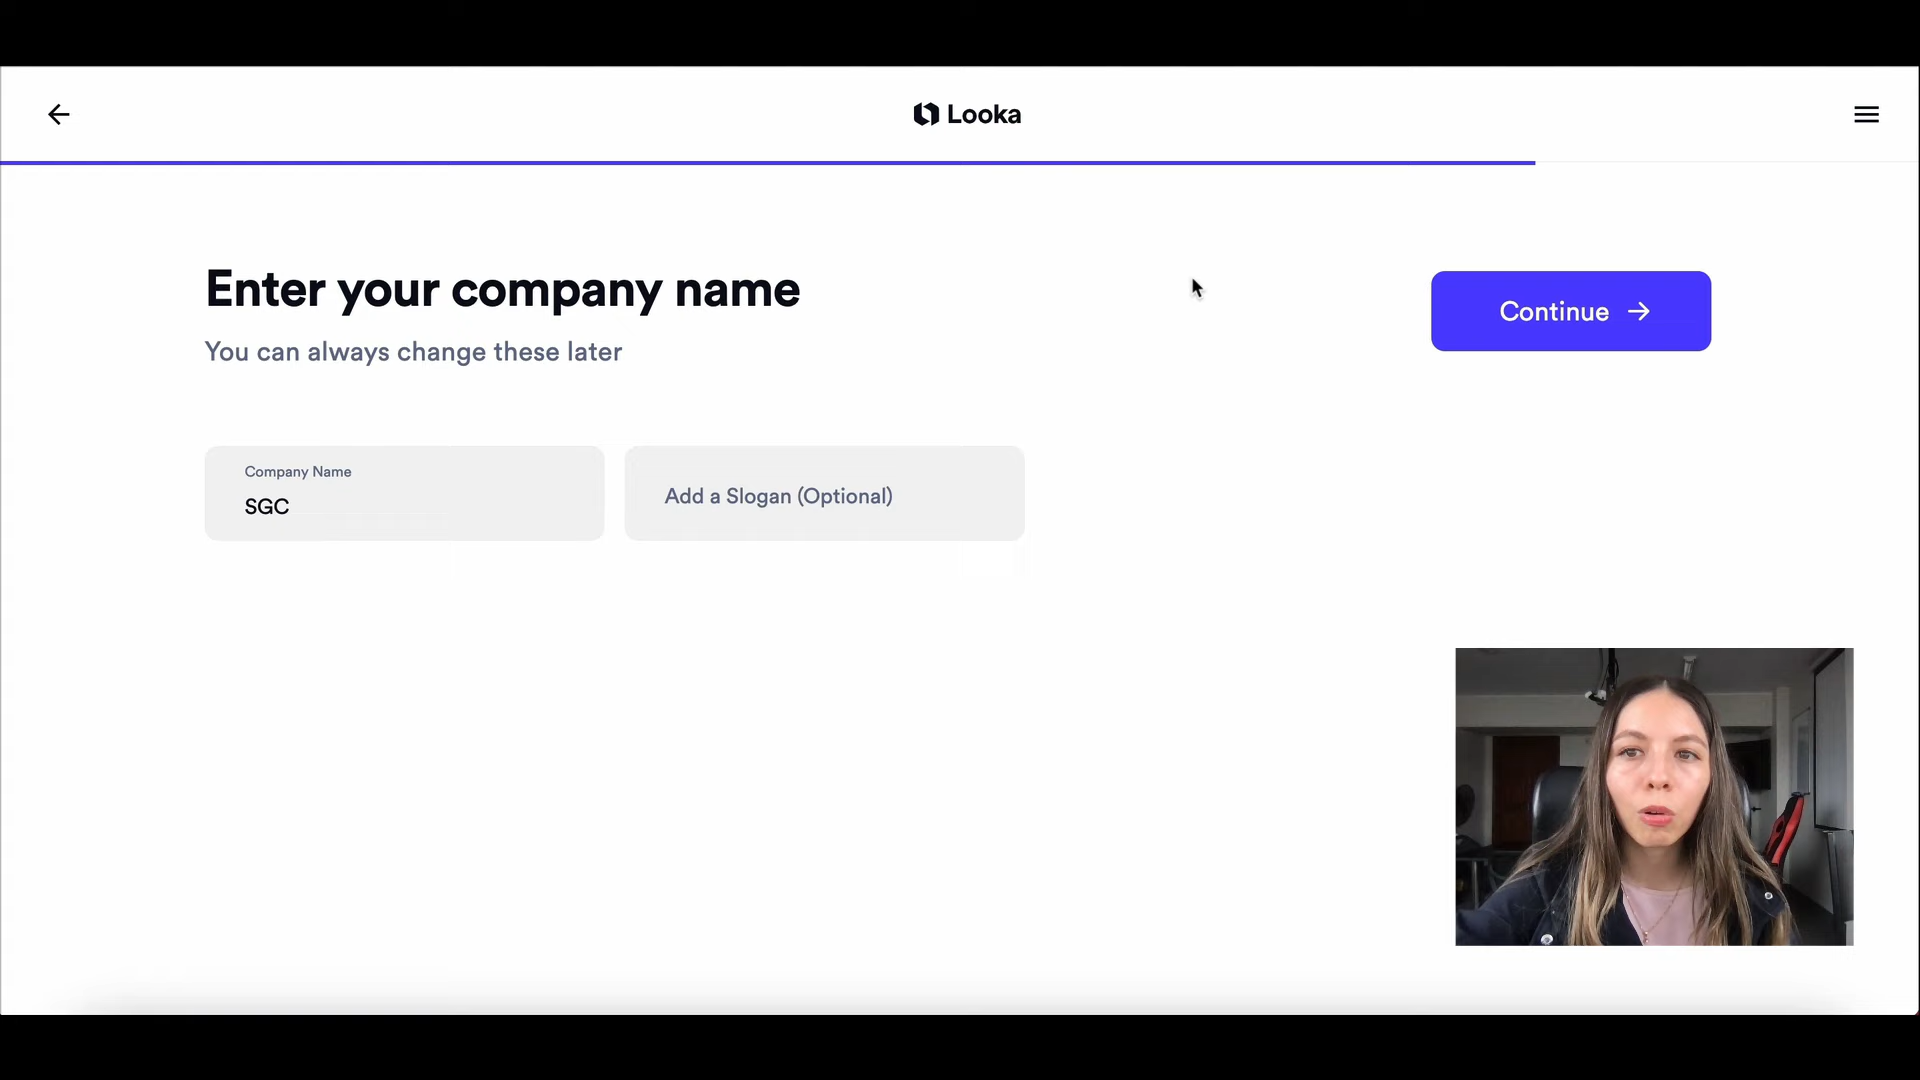 Looka
Enter your company name
You can always change these later
Continue
Company Name
SGC
Add a Slogan (Optional)